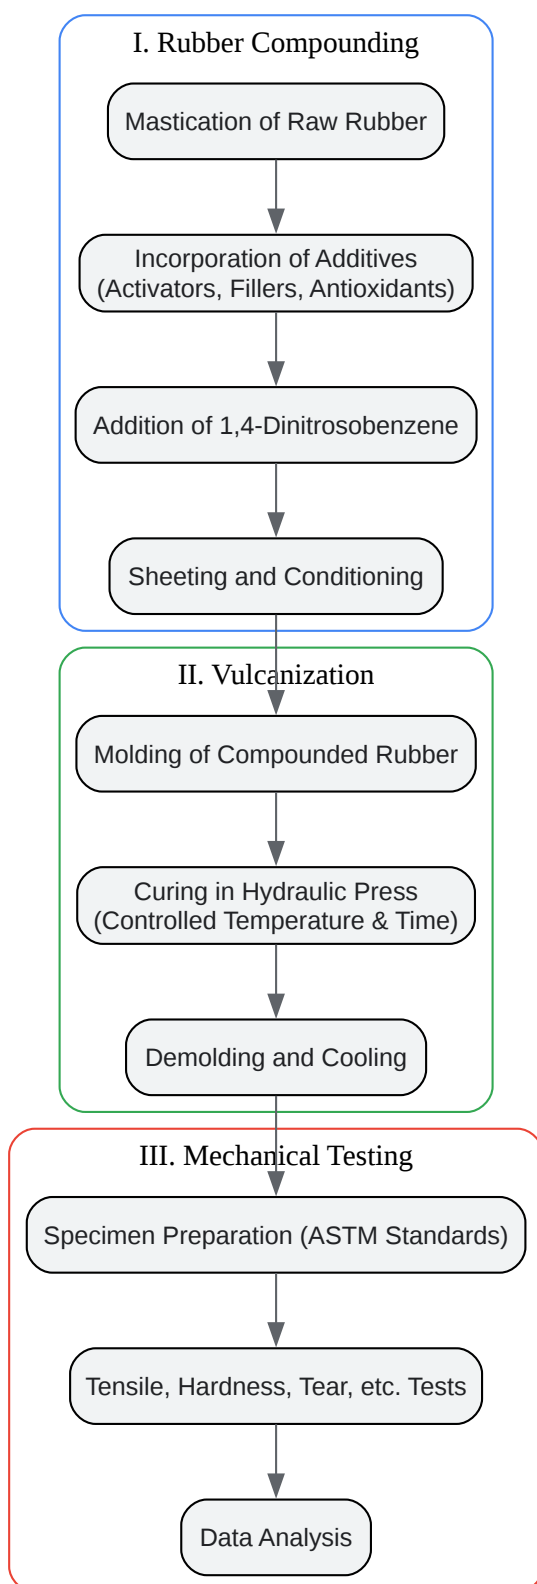 I. Rubber Compounding
Mastication of Raw Rubber
Incorporation of Additives
(Activators, Fillers, Antioxidants)
Addition of 1,4-Dinitrosobenzene
Sheeting and Conditioning
II. Vulcanization
Molding of Compounded Rubber
Curing in Hydraulic Press
(Controlled Temperature & Time)
Demolding and Cooling
III. Mechanical Testing
Specimen Preparation (ASTM Standards)
Tensile, Hardness, Tear, etc. Tests
Data Analysis